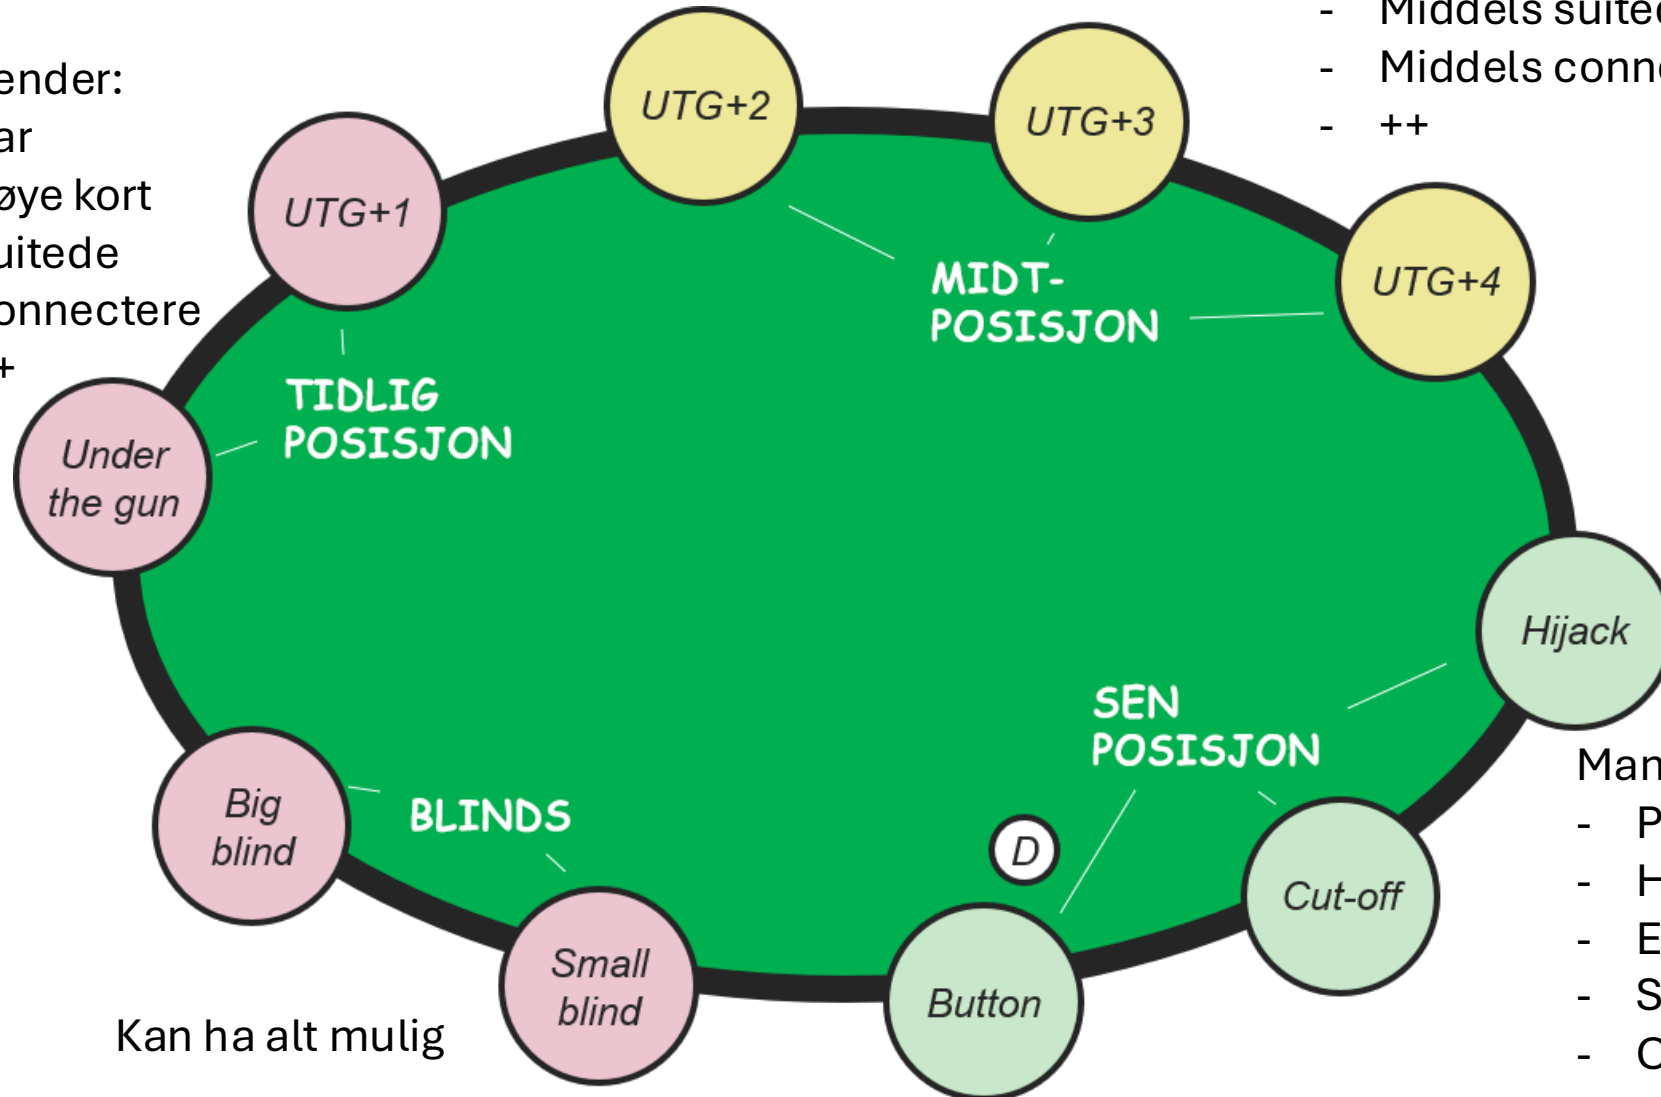 ender:
ar
øye kort
uitede
onnectere
+
Middels suited
- Middels conne
- ++
UTG+1
UTG+2
UTG+3
UTG+4
MIDT-
POSISJON
TIDLIG
POSISJON
Under
the gun
Hijack
SEN
POSISJON
Man
- P
- H
- E
- S
- C
Big
blind
BLINDS
D
Cut-off
Small
blind
Button
Kan ha alt mulig